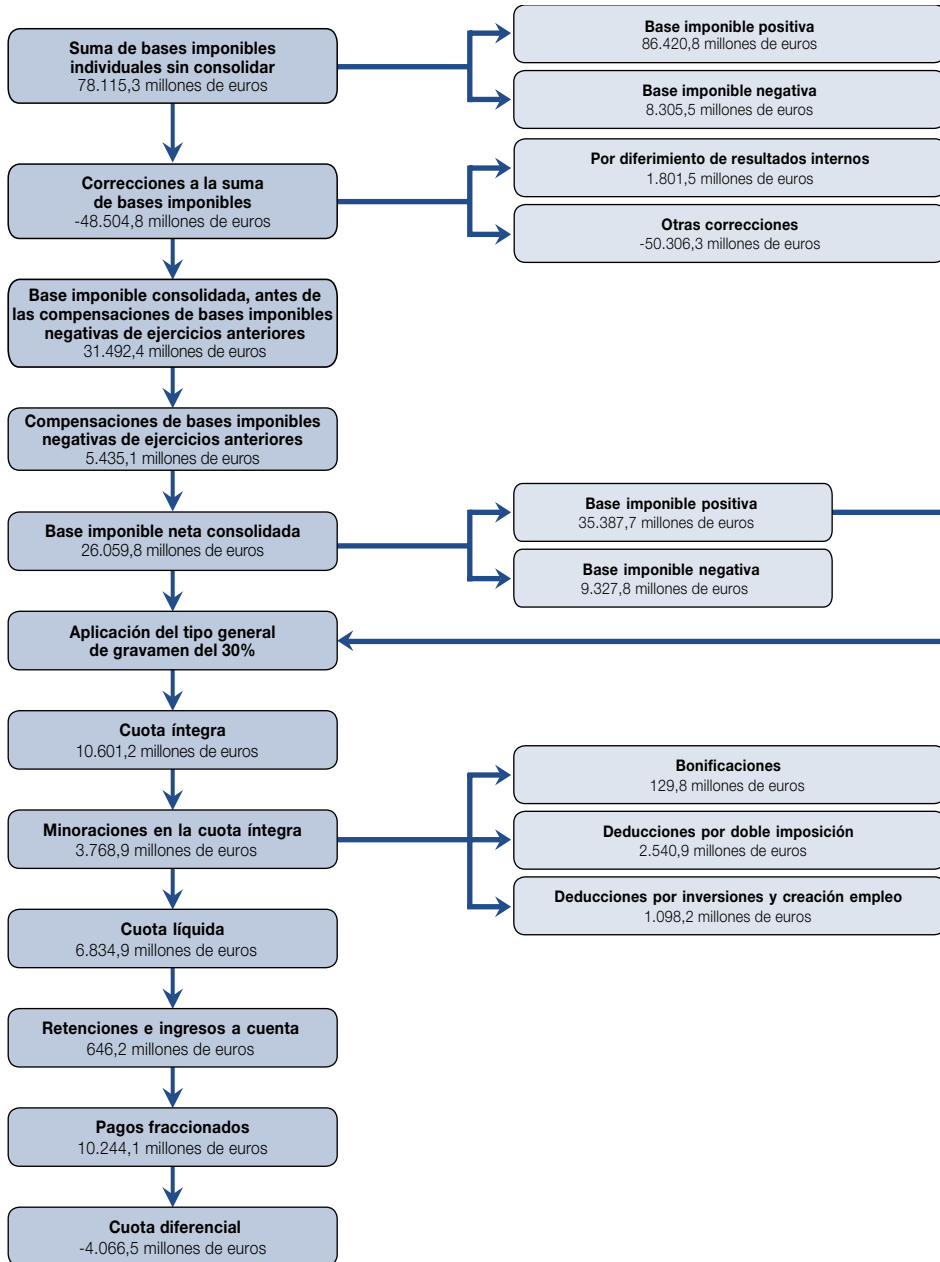 Suma de bases imponibles
individuales sin consolidar
78.115,3 millones de euros
Base imponible positiva
86.420,8 millones de euros
Base imponible negativa
8.305,5 millones de euros
Correcciones a la suma
de bases imponibles
-48.504,8 millones de euros
Por diferimiento de resultados internos
1.801,5 millones de euros
Otras correcciones
-50.306,3 millones de euros
Base imponible consolidada, antes de
las compensaciones de bases imponibles
negativas de ejercicios anteriores
31.492,4 millones de euros
Compensaciones de bases imponibles
negativas de ejercicios anteriores
5.435,1 millones de euros
Base imponible neta consolidada
26.059,8 millones de euros
Base imponible positiva
35.387,7 millones de euros
Base imponible negativa
9.327,8 millones de euros
Aplicación del tipo general
de gravamen del 30%
Cuota íntegra
10.601,2 millones de euros
Minoraciones en la cuota íntegra
3.768,9 millones de euros
Bonificaciones
129,8 millones de euros
Deducciones por doble imposición
2.540,9 millones de euros
Deducciones por inversiones y creación empleo
1.098,2 millones de euros
Cuota líquida
6.834,9 millones de euros
Retenciones e ingresos a cuenta
646,2 millones de euros
Pagos fraccionados
10.244,1 millones de euros
Cuota diferencial
-4.066,5 millones de euros